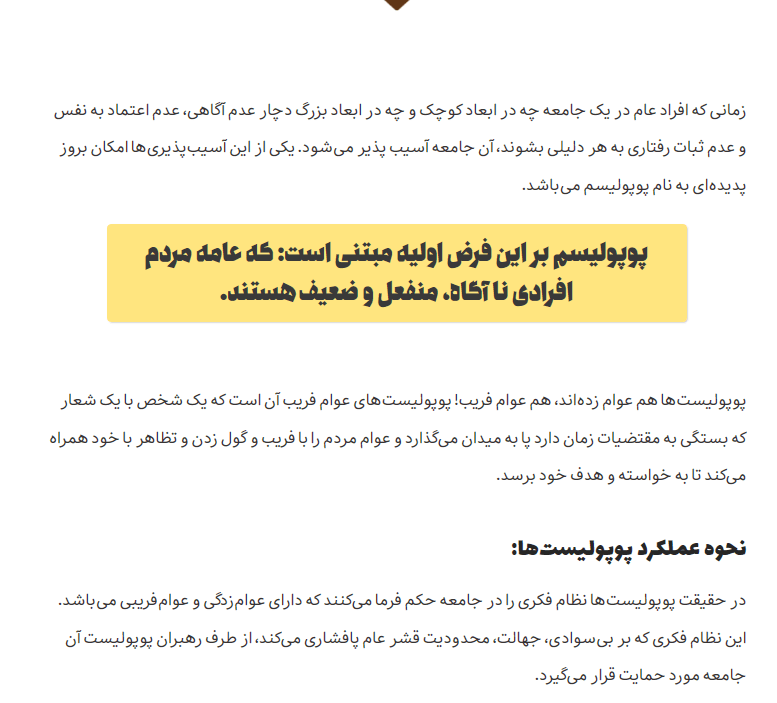 زمانی که افراد عام در یک جامعه چه در ابعاد کوچک و چه در ابعاد بزرگ دچار عدم آگاهی، عدم اعتماد به نفس
و عدم ثبات رفتاری به هر دلیلی بشوند، آن جامعه آسیب پذیر می‌شود. یکی از این آسیب‌پذیری‌ها امکان بروز
پدیده‌ای به نام پوپولیسم می‌باشد.
پوپولیسم بر این فرض اولیه مبتنی است: که عامه مردم
افرادی نا آگاه، منفعل و ضعیف هستند.
پوپولیست‌ها هم عوام زده‌اند، هم عوام فریب! پوپولیست‌های عوام فریب آن است که یک شخص با یک شعار
که بستگی به مقتضیات زمان دارد پا به میدان می‌گذارد و عوام مردم را با فریب و گول زدن و تظاهر با خود همراه
می‌کند تا به خواسته و هدف خود برسد.
نحوه عملکرد پوپولیست‌ها:
در حقیقت پوپولیست‌ها نظام فکری را در جامعه حکم فرما می‌کنند که دارای عوام‌زدگی و عوام‌فریبی می‌باشد.
این نظام فکری که بر بی‌سوادی، جهالت، محدودیت قشر عام پافشاری می‌کند، از طرف رهبران پوپولیست آن
جامعه مورد حمایت قرار می‌گیرد.